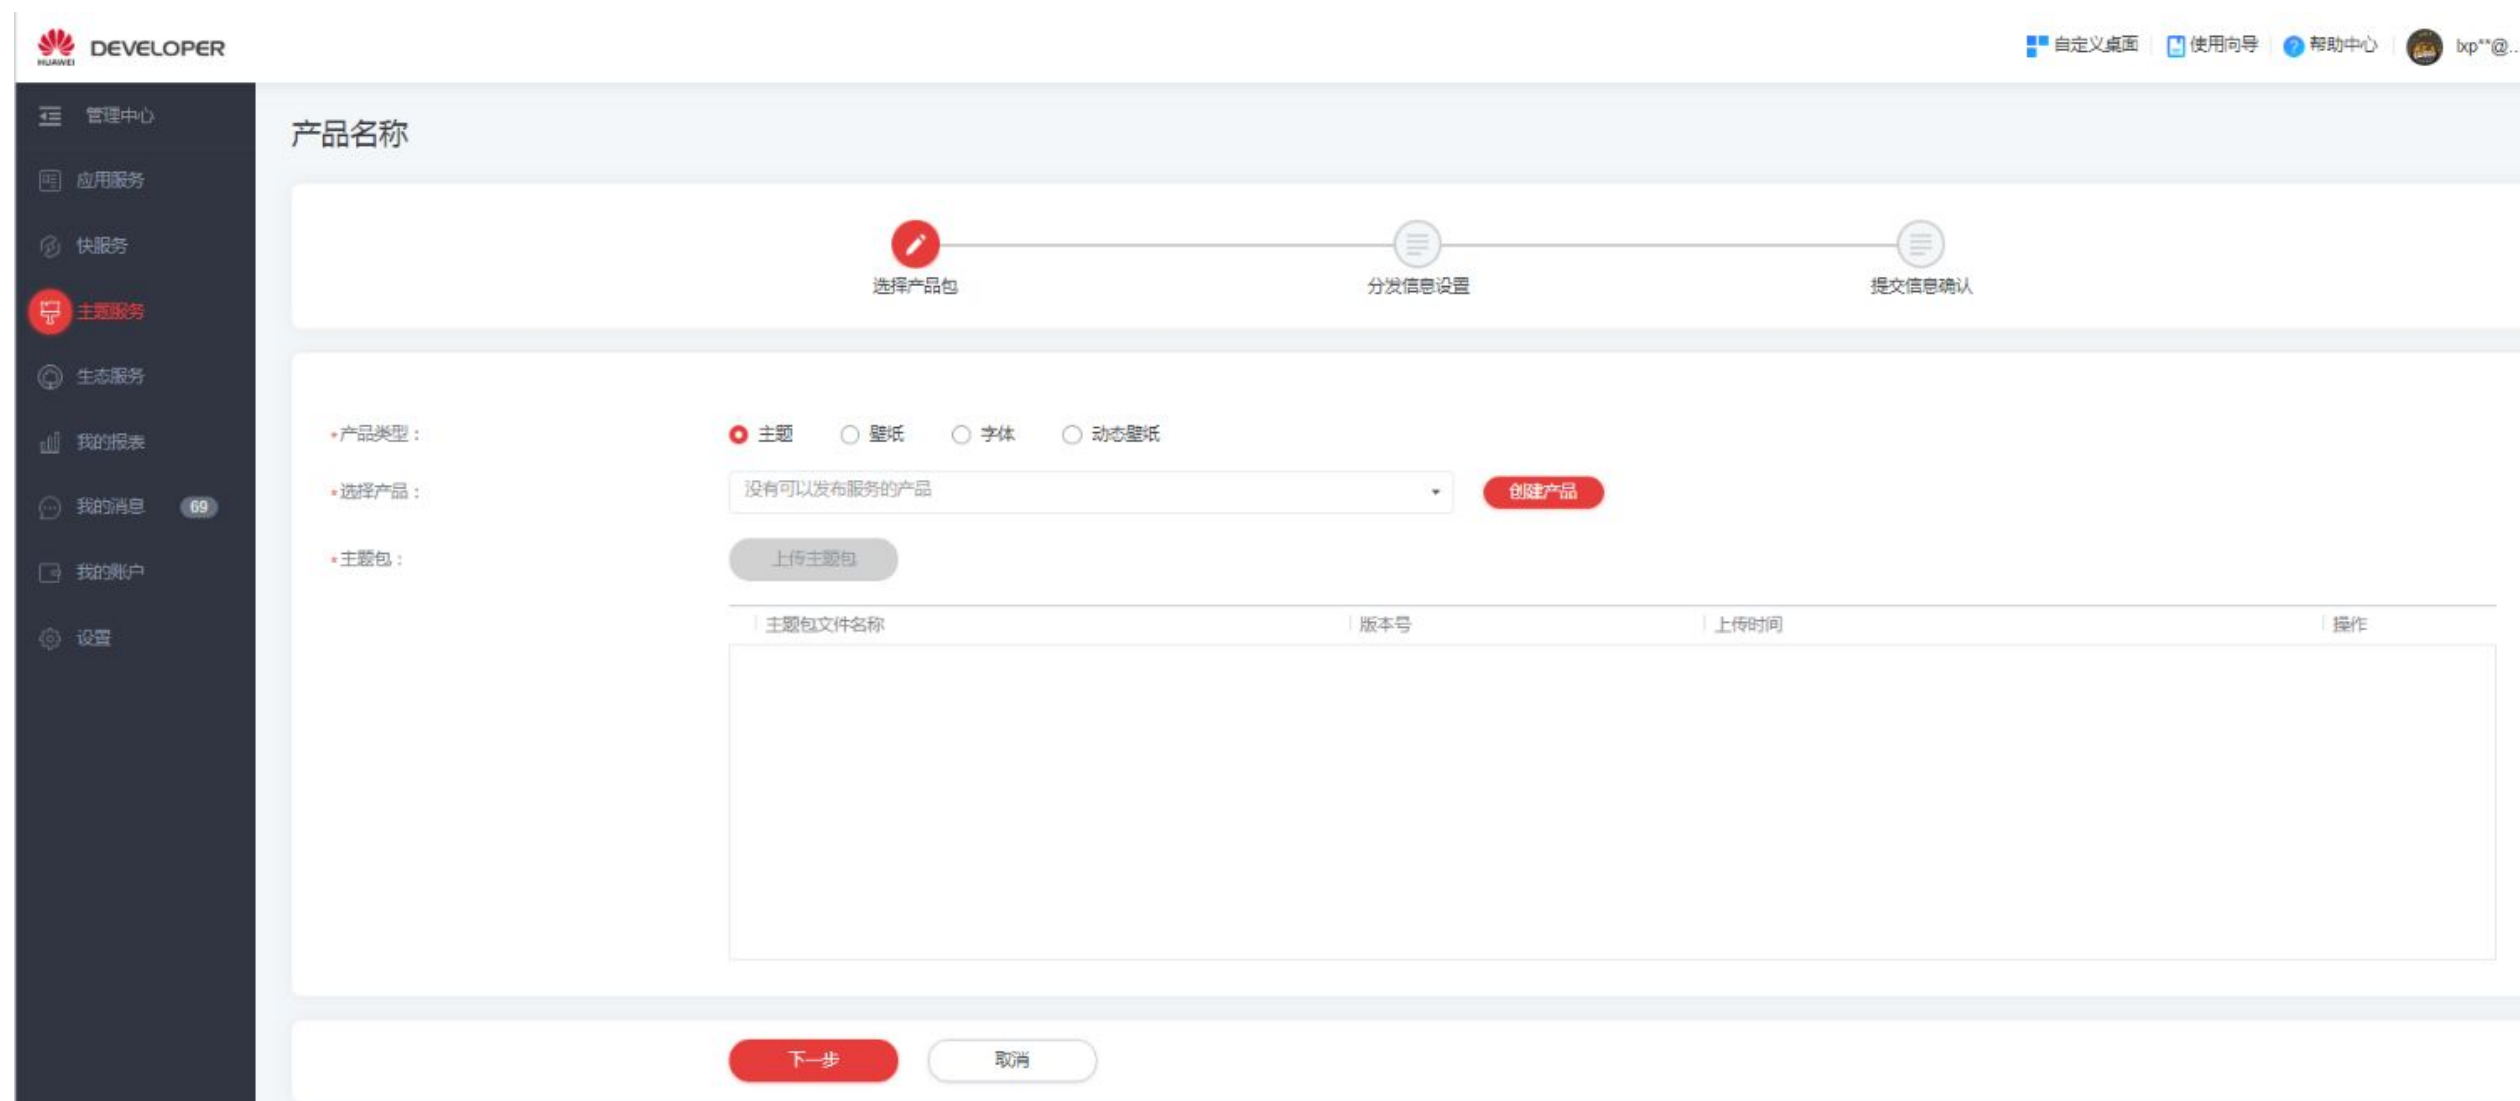 HUAWEI DEVELOPER
自定义桌面 使用向导 帮助中心 lxp**@...
管理中心
应用服务
快服务
主题服务
生态服务
我的报表
我的消息 69
我的账户
设置
产品名称
选择产品包 分发信息设置 提交信息确认
*产品类型： 主题 壁纸 字体 动态壁纸
*选择产品： 没有可以发布服务的产品 创建产品
*主题包： 上传主题包
主题包文件名称 版本号 上传时间 操作
下一步 取消